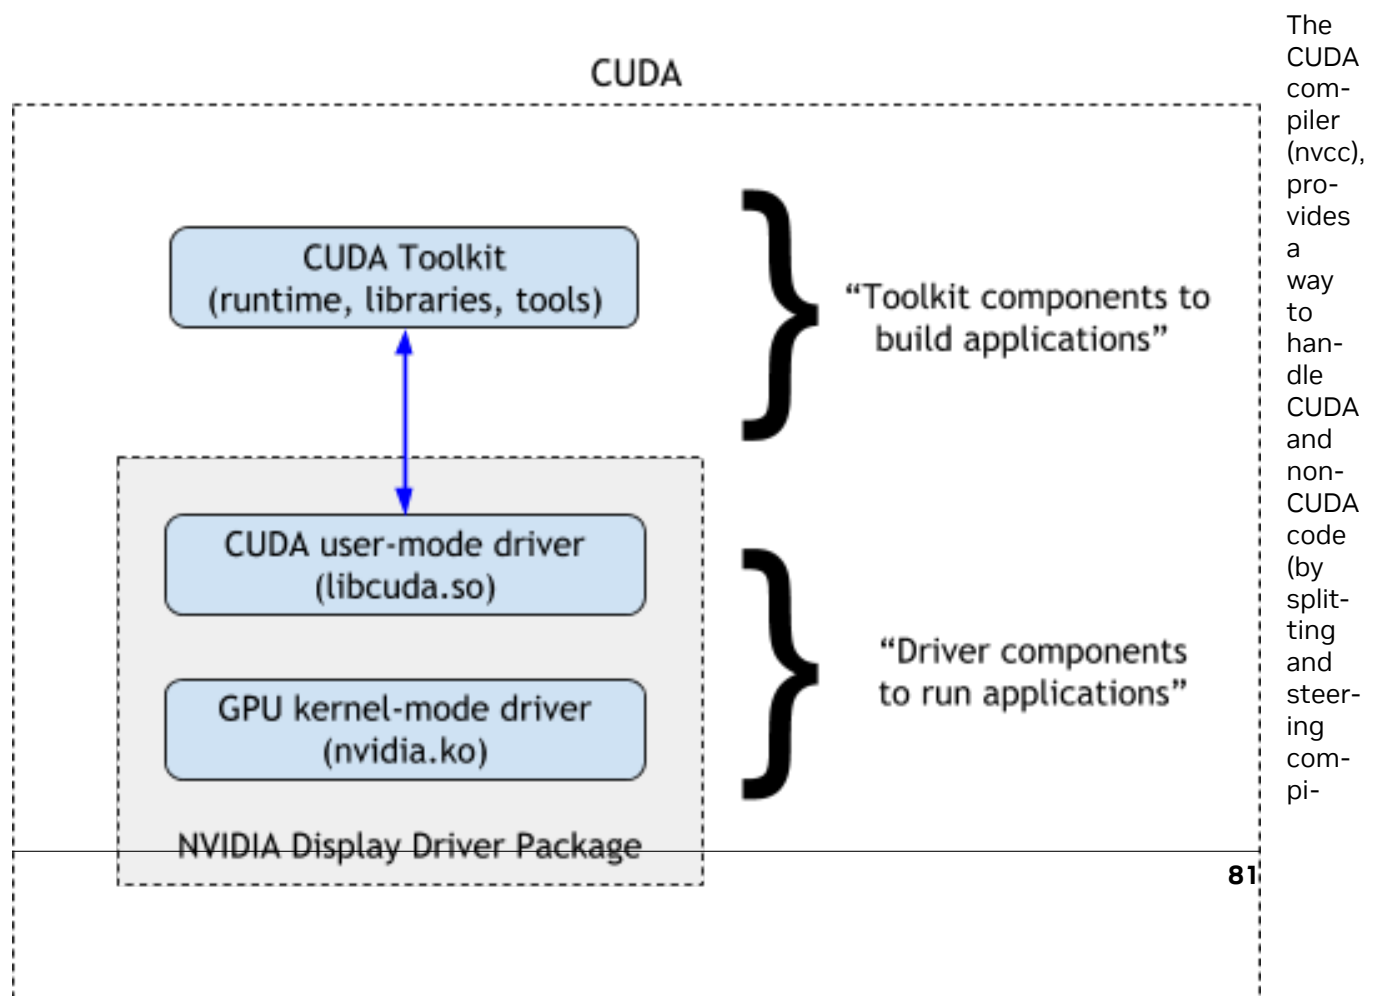 CUDA
CUDA Toolkit
(runtime, libraries, tools)
“Toolkit components to
build applications”
CUDA user-mode driver
(libcuda.so)
GPU kernel-mode driver
(nvidia.ko)
“Driver components
to run applications”
NVIDIA Display Driver Package
81
The
CUDA
com-
piler
(nvcc),
pro-
vides
a
way
to
han-
dle
CUDA
and
non-
CUDA
code
(by
split-
ting
and
steer-
ing
com-
pi-